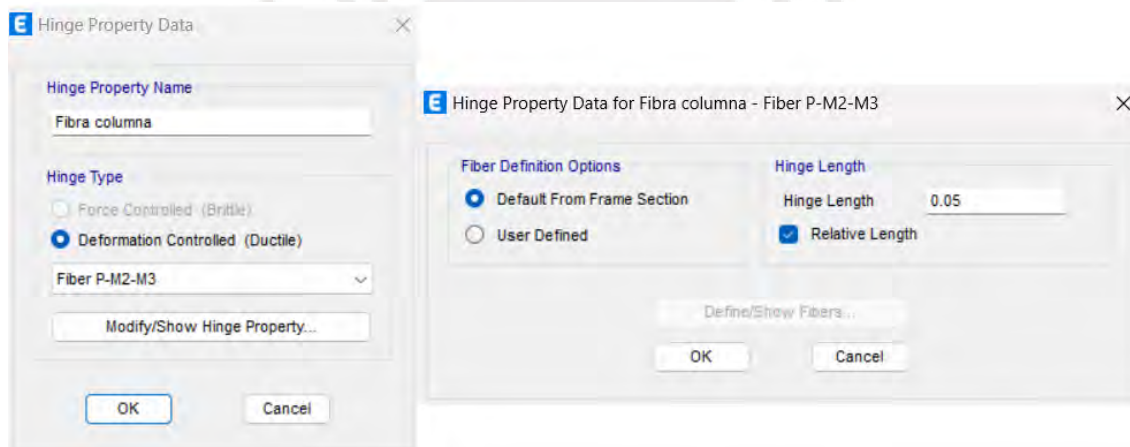 E Hinge Property Data
Hinge Property Name
Fibra columna
Hinge Type
Force Controlled (Brittle)
Deformation Controlled (Ductile)
Fiber P-M2-M3
Modify/Show Hinge Property...
OK Cancel
E Hinge Property Data for Fibra columna - Fiber P-M2-M3
Fiber Definition Options
Default From Frame Section
User Defined
Hinge Length
Hinge Length 0.05
Relative Length
Define/Show Fibers...
OK Cancel